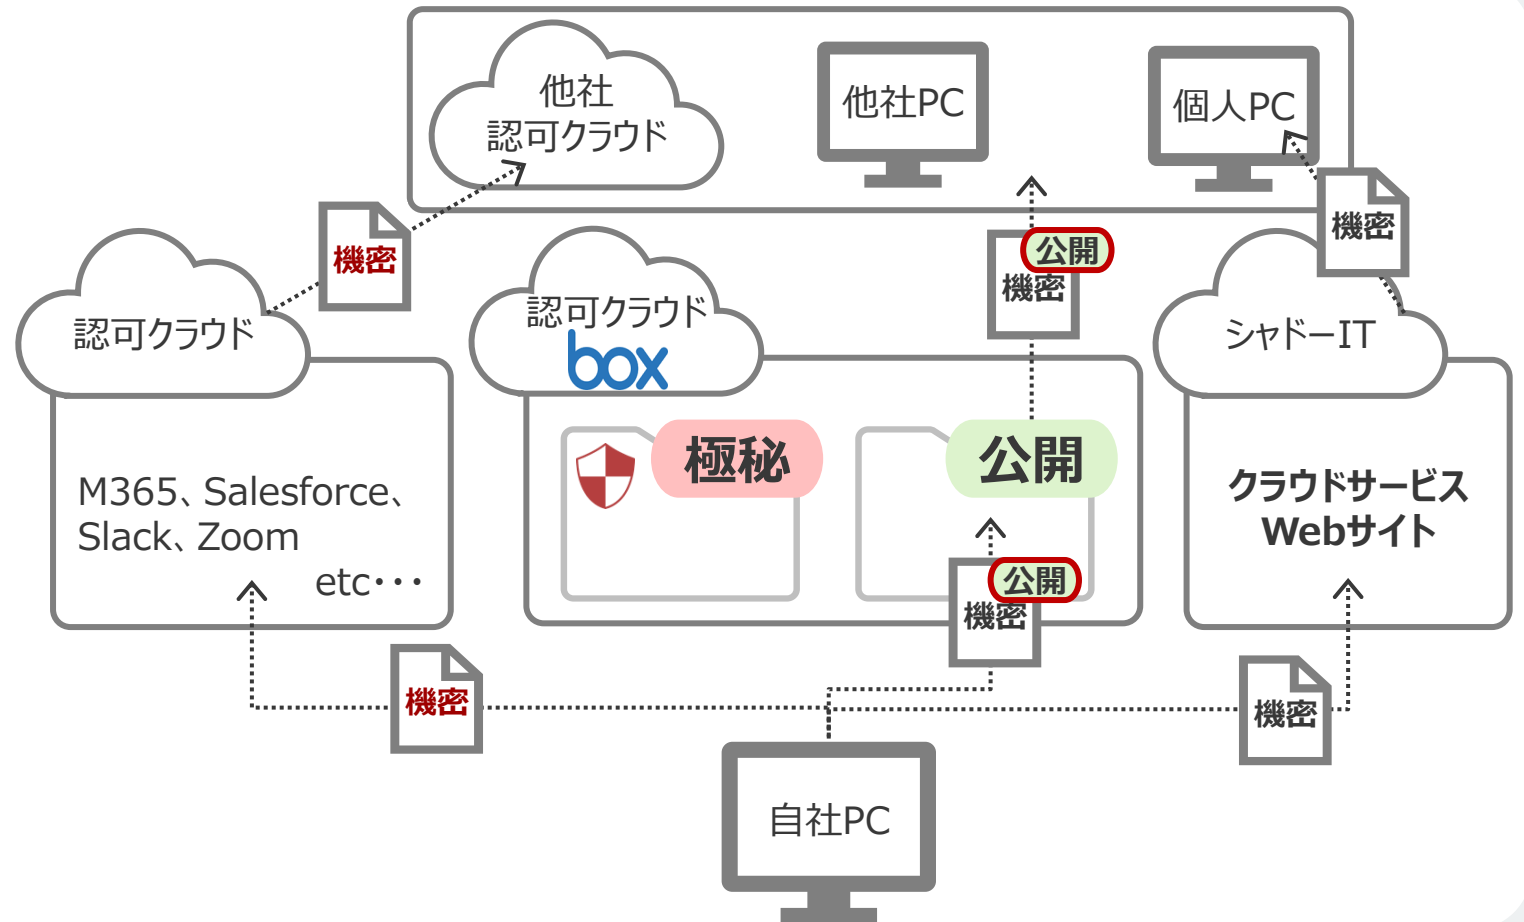 他社
認可クラウド
他社PC
個人PC
機密
機密
公開
機密
認可クラウド
認可クラウド
box
シャドーIT
極秘
公開
M365、Salesforce、
Slack、Zoom
etc・・・
クラウドサービス
Webサイト
公開
機密
機密
機密
自社PC